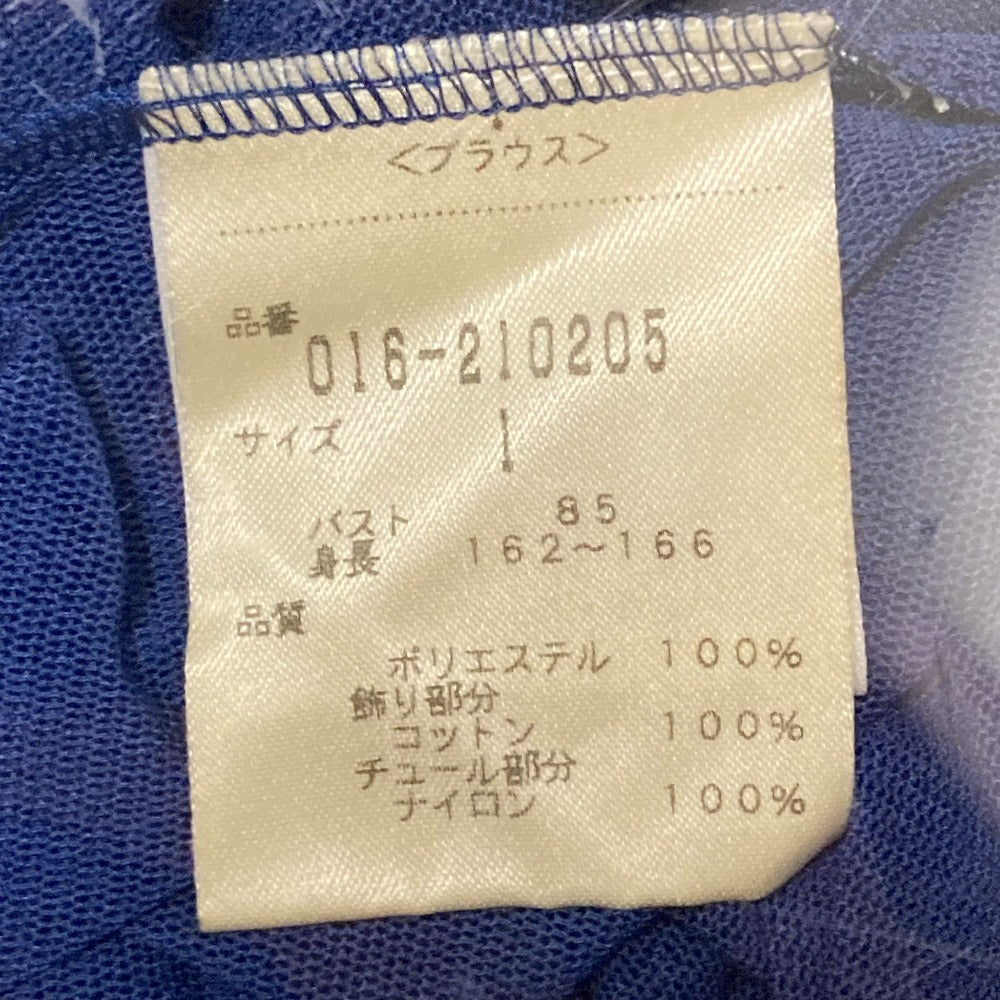 <ブラウス>
品番
016-210205
サイズ 1
バスト 85
身長 162~166
品質
ポリエステル 100%
飾り部分
コットン 100%
チュール部分
ナイロン 100%